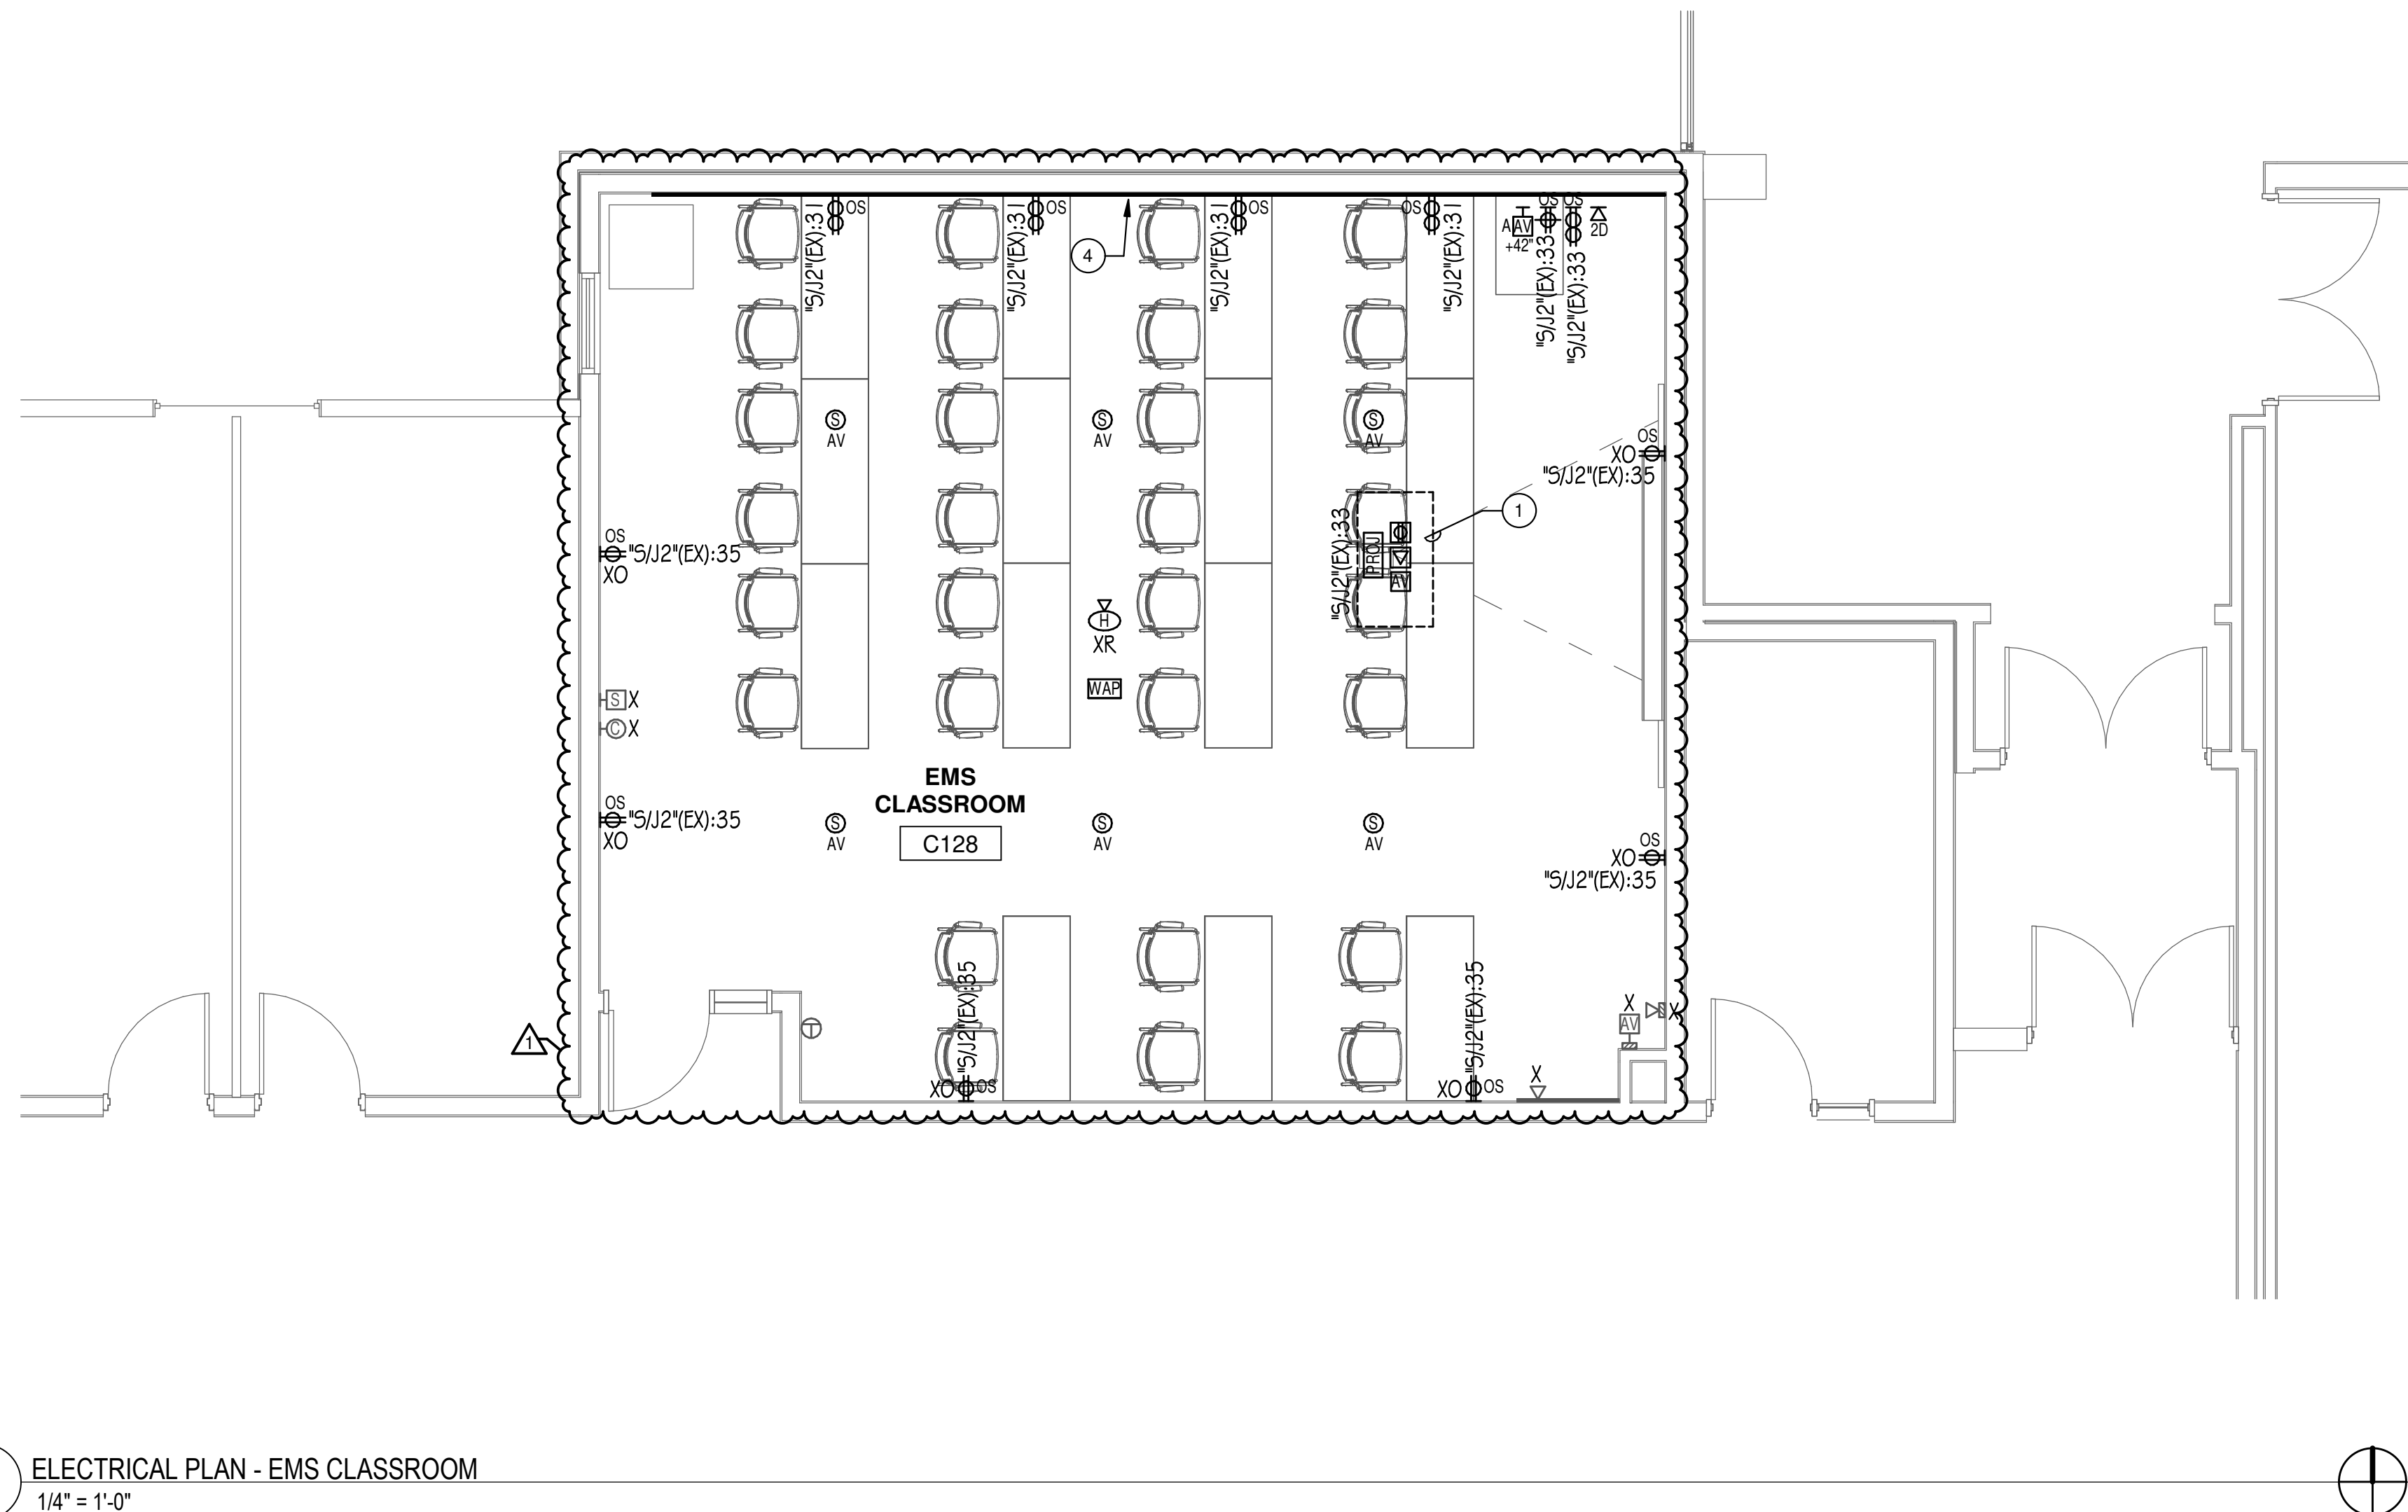 "S/J2"(EX):31
OS
"S/J2"(EX):31
OS
"S/J2"(EX):31
OS
OS
"S/J2"(EX):31
OS
OS
A
AV
+42"
2D
"S/J2"(EX):33
"S/J2"(EX):33
4
S
AV
S
AV
S
AV
OS
XO
"S/J2"(EX):35
1
"S/J2"(EX):33
PROJ
AV
OS
"S/J2"(EX):35
XO
H
XR
WAP
S
X
C
X
EMS
CLASSROOM
C128
OS
"S/J2"(EX):35
XO
S
AV
S
AV
S
AV
OS
XO
"S/J2"(EX):35
"S/J2"(EX):35
XO
OS
"S/J2"(EX):35
XO
OS
X
AV
X
X
T
1
ELECTRICAL PLAN - EMS CLASSROOM
1/4" = 1'-0"